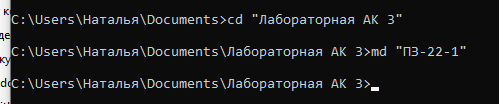 C:\Users\Наталья\Documents>cd "Лабораторная АК 3"
C:\Users\Наталья\Documents\Лабораторная АК 3>md "ПЗ-22-1"
C:\Users\Наталья\Documents\Лабораторная АК 3>